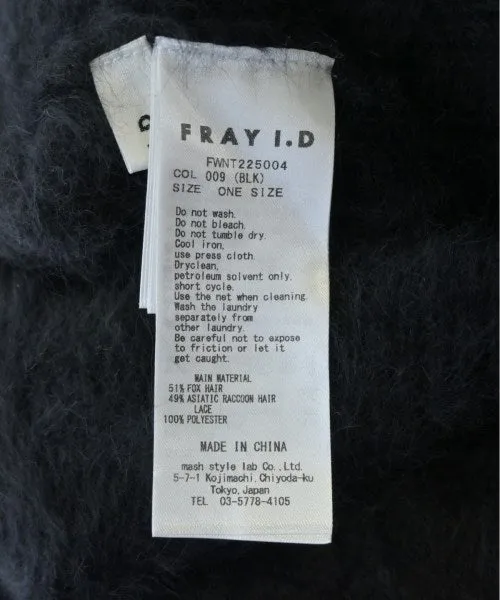 FRAY I.D
FWNT225004
COL 009 (BLK)
SIZE ONE SIZE
Do not wash.
Do not bleach.
Do not tumble dry.
Cool iron,
use press cloth.
Dryclean,
petroleum solvent only,
short cycle.
Use the net when cleaning.
Wash the laundry
separately from
other laundry.
Be careful not to expose
to friction or let it
get caught.
MAIN MATERIAL
51% FOX HAIR
49% ASIATIC RACCOON HAIR
LACE
100% POLYESTER
MADE IN CHINA
mash style lab Co.,Ltd.
5-7-1 Kojimachi,Chiyoda-ku
Tokyo,Japan
TEL 03-5778-4105